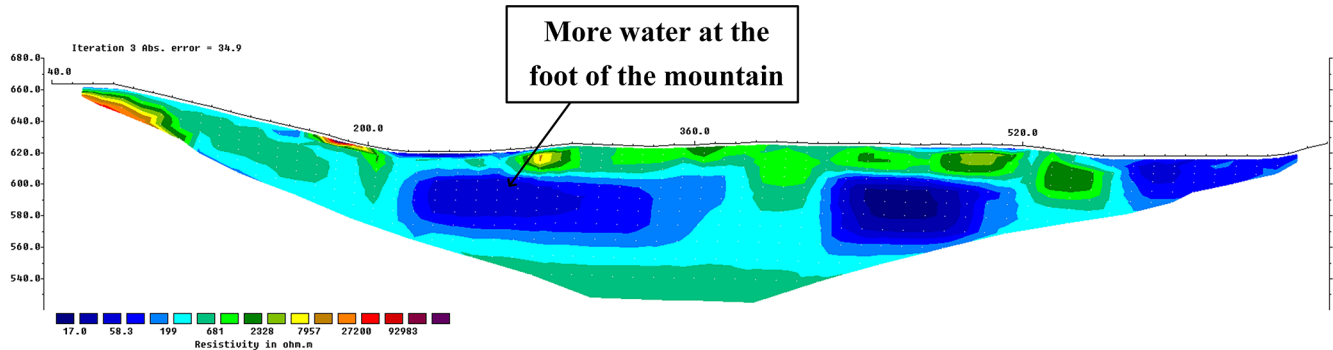 More water at the
foot of the mountain
Iteration 3 Abs. error = 34.9
680.0
40.0
660.0
640.0
200.0
360.0
520.0
620.0
600.0
580.0
560.0
540.0
17.0 58.3 199 681 2328 7957 27200 92983
Resistivity in ohm.m